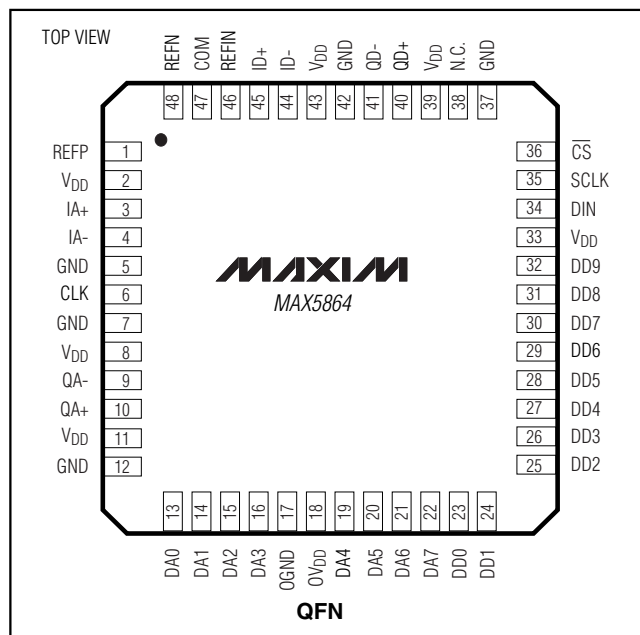 TOP VIEW
REFN
COM
REFIN
ID+
ID-
VDD
GND
QD-
QD+
VDD
N.C.
GND
48
47
46
45
44
43
42
41
40
39
38
37
REFP 1
VDD 2
IA+ 3
IA- 4
GND 5
CLK 6
GND 7
VDD 8
QA- 9
QA+ 10
VDD 11
GND 12
MAXIM
MAX5864
36 C̅S̅
35 SCLK
34 DIN
33 VDD
32 DD9
31 DD8
30 DD7
29 DD6
28 DD5
27 DD4
26 DD3
25 DD2
13
14
15
16
17
18
19
20
21
22
23
24
DA0
DA1
DA2
DA3
OGND
OVDD
DA4
DA5
DA6
DA7
DD0
DD1
QFN